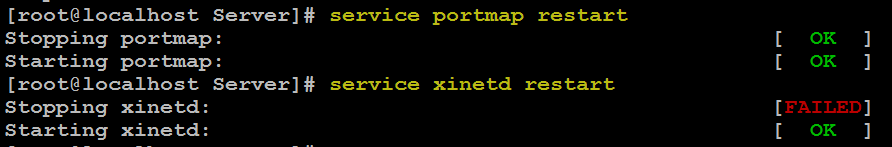 [root@localhost Server]# service portmap restart
Stopping portmap: [  OK  ]
Starting portmap: [  OK  ]
[root@localhost Server]# service xinetd restart
Stopping xinetd: [FAILED]
Starting xinetd: [  OK  ]